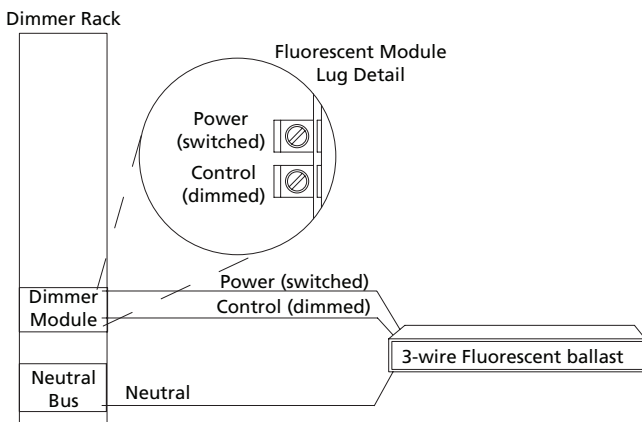 Dimmer Rack
Fluorescent Module
Lug Detail
Power
(switched)
Control
(dimmed)
Power (switched)
Dimmer
Module
Control (dimmed)
3-wire Fluorescent ballast
Neutral
Bus
Neutral